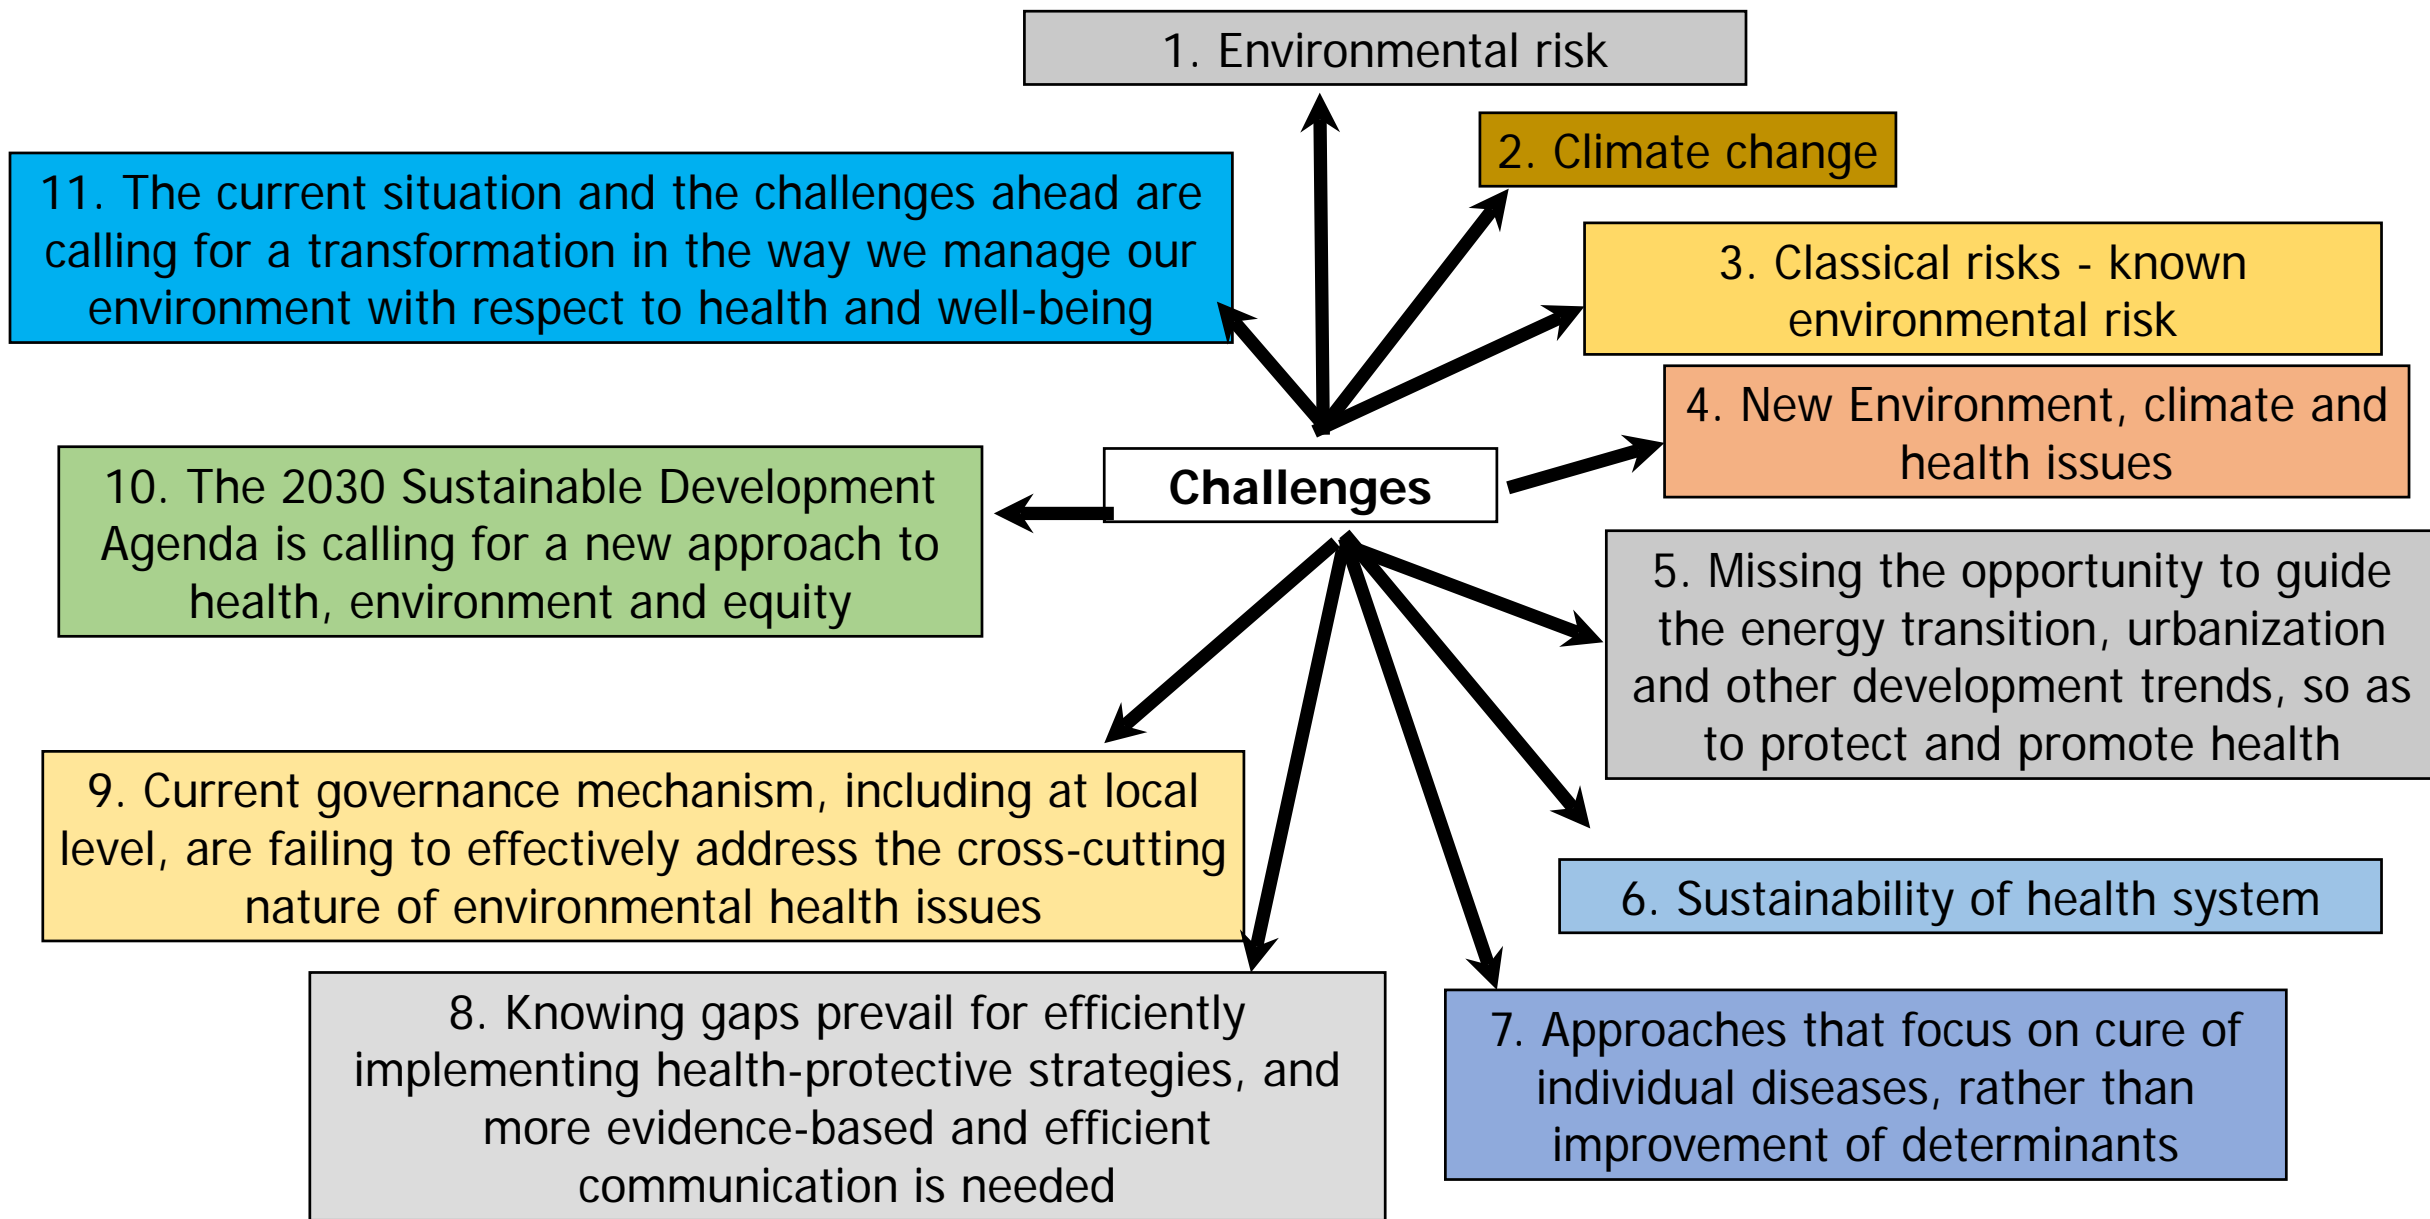 1. Environmental risk
2. Climate change
3. Classical risks - known
environmental risk
4. New Environment, climate and
health issues
Challenges
5. Missing the opportunity to guide
the energy transition, urbanization
and other development trends, so as
to protect and promote health
6. Sustainability of health system
7. Approaches that focus on cure of
individual diseases, rather than
improvement of determinants
8. Knowing gaps prevail for efficiently
implementing health-protective strategies, and
more evidence-based and efficient
communication is needed
9. Current governance mechanism, including at local
level, are failing to effectively address the cross-cutting
nature of environmental health issues
10. The 2030 Sustainable Development
Agenda is calling for a new approach to
health, environment and equity
11. The current situation and the challenges ahead are
calling for a transformation in the way we manage our
environment with respect to health and well-being